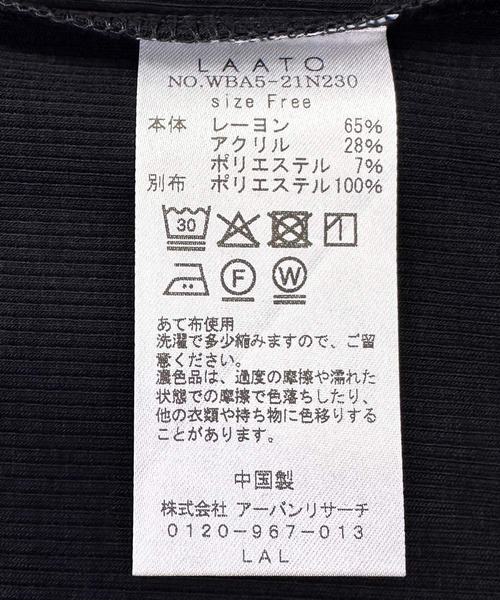 LAATO
NO.WBA5-21N230
size Free
本体 レーヨン 65%
アクリル 28%
ポリエステル 7%
別布 ポリエステル 100%
30
F W
あて布使用
洗濯で多少縮みますので、ご留
意ください。
濃色品は、過度の摩擦や濡れた
状態での摩擦で色落ちしたり、
他の衣類や持ち物に色移りする
ことがあります。
中国製
株式会社 アーバンリサーチ
0120-967-013
LAL